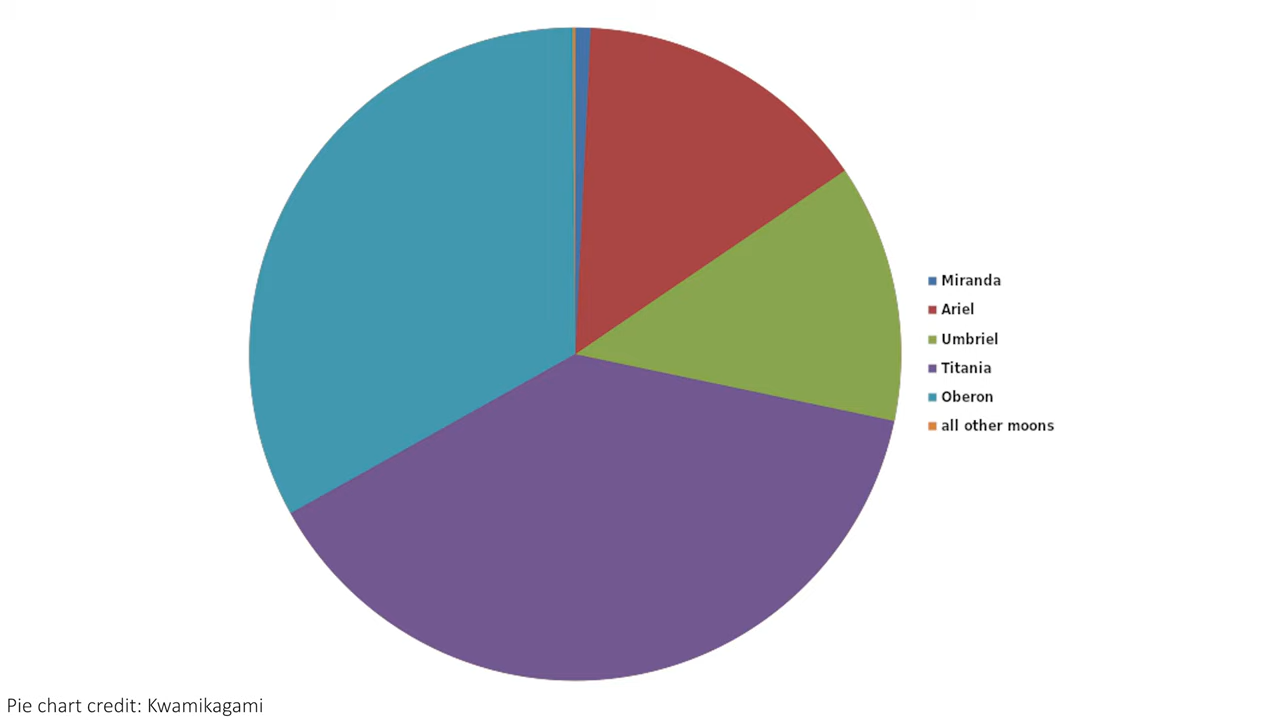 Miranda
Ariel
Umbriel
Titania
Oberon
all other moons
Pie chart credit: Kwamikagami